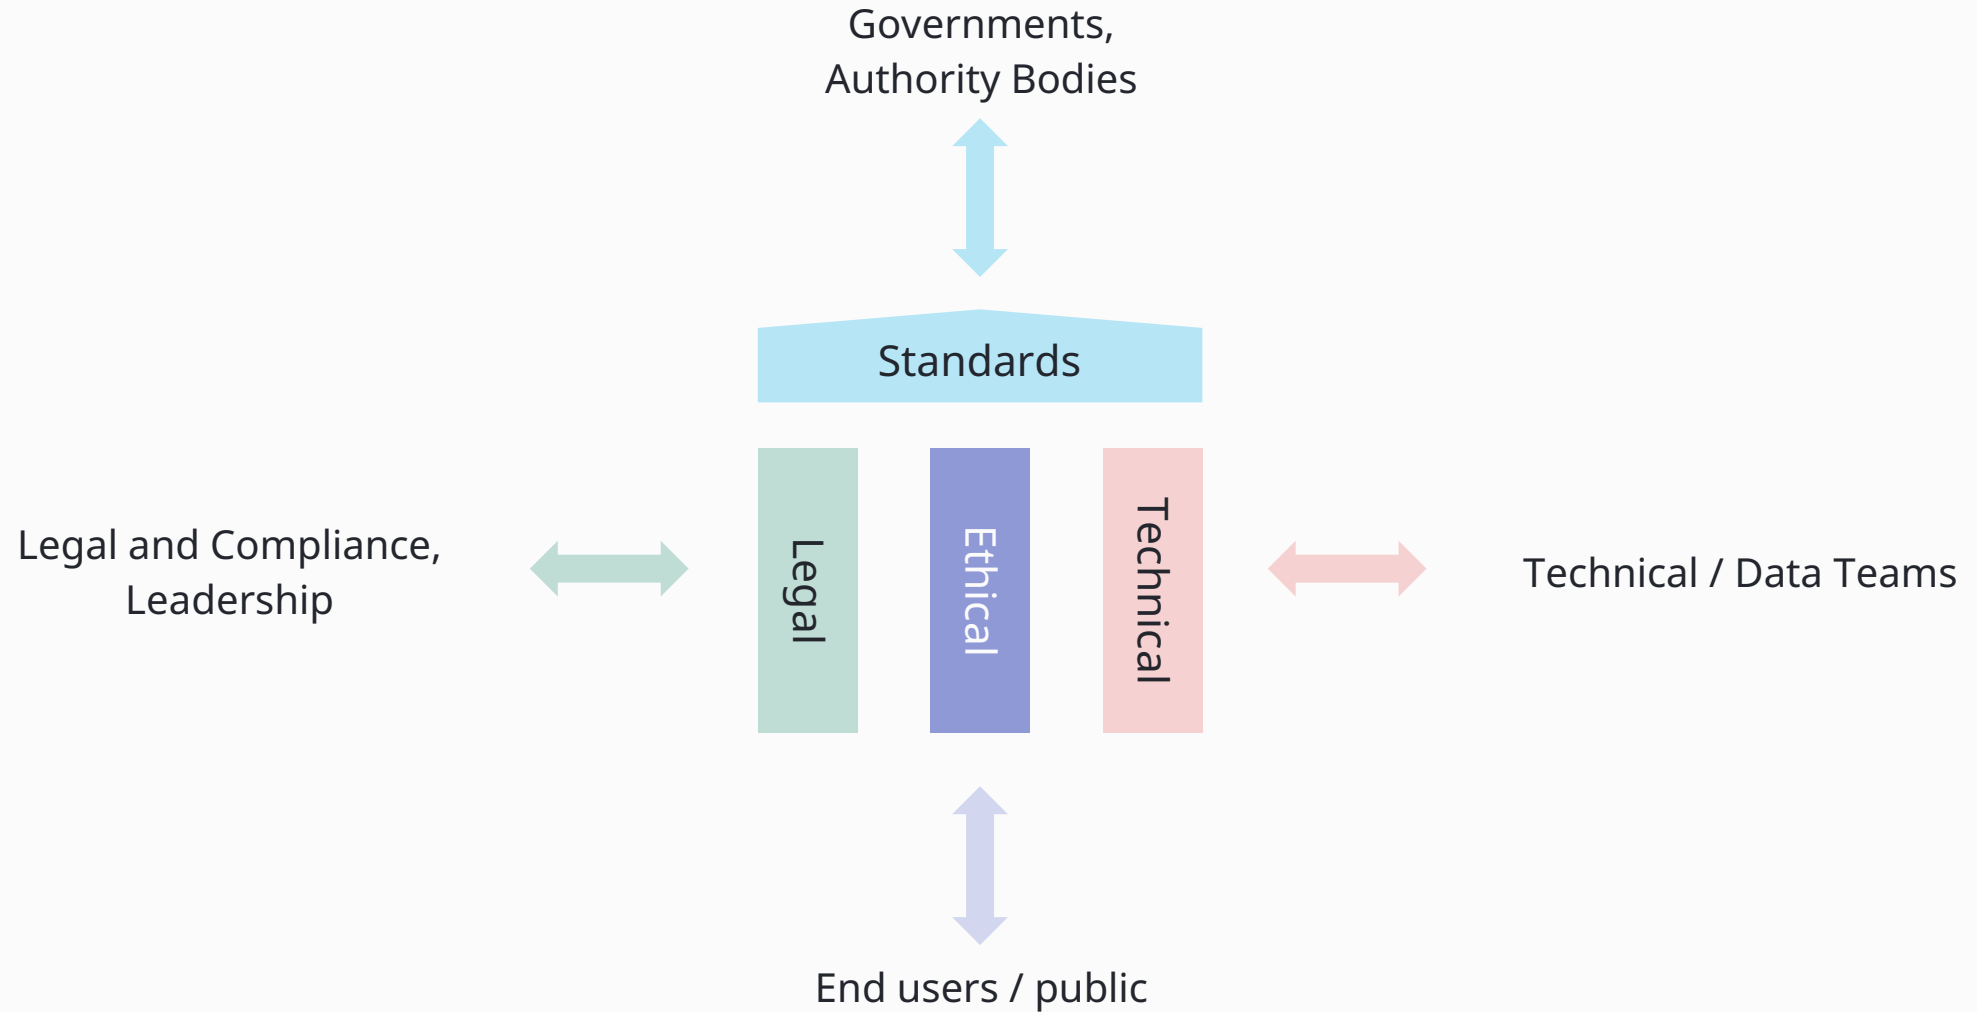 Governments,
Authority Bodies
Standards
Legal and Compliance,
Leadership
Legal
Ethical
Technical
Technical / Data Teams
End users / public